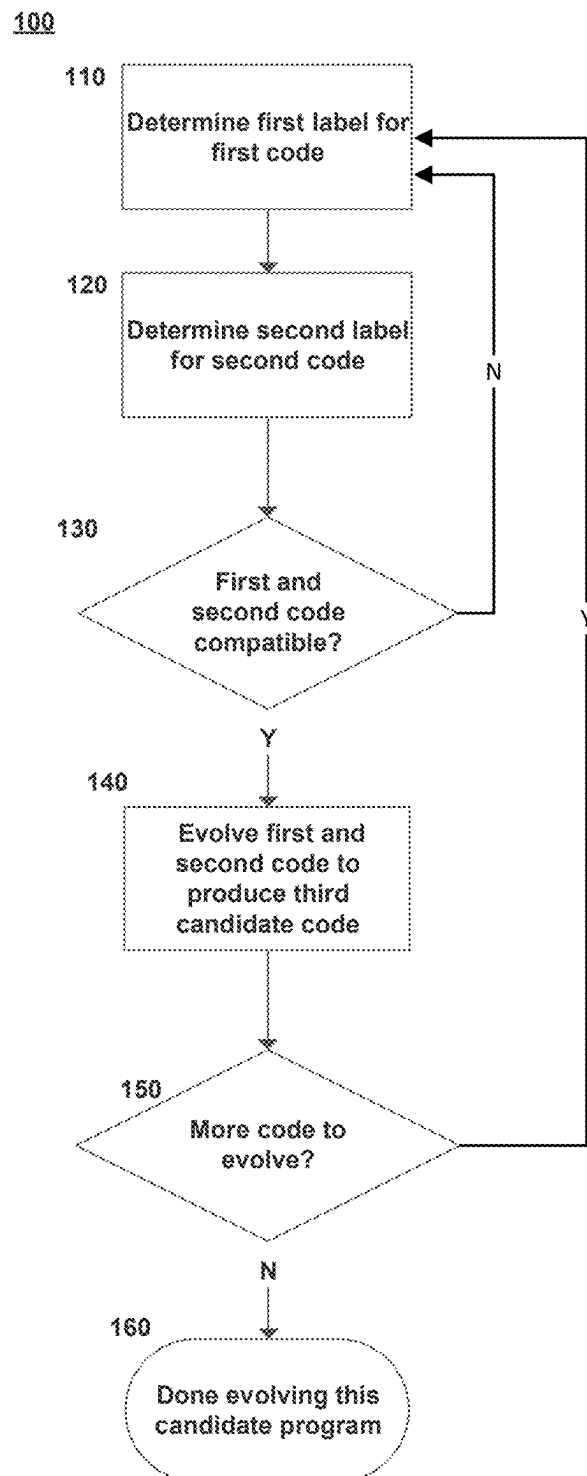 100
110
Determine first label for
first code
120
Determine second label
for second code
N
130
First and
second code
compatible?
Y
Y
140
Evolve first and
second code to
produce third
candidate code
150
More code to
evolve?
N
160
Done evolving this
candidate program